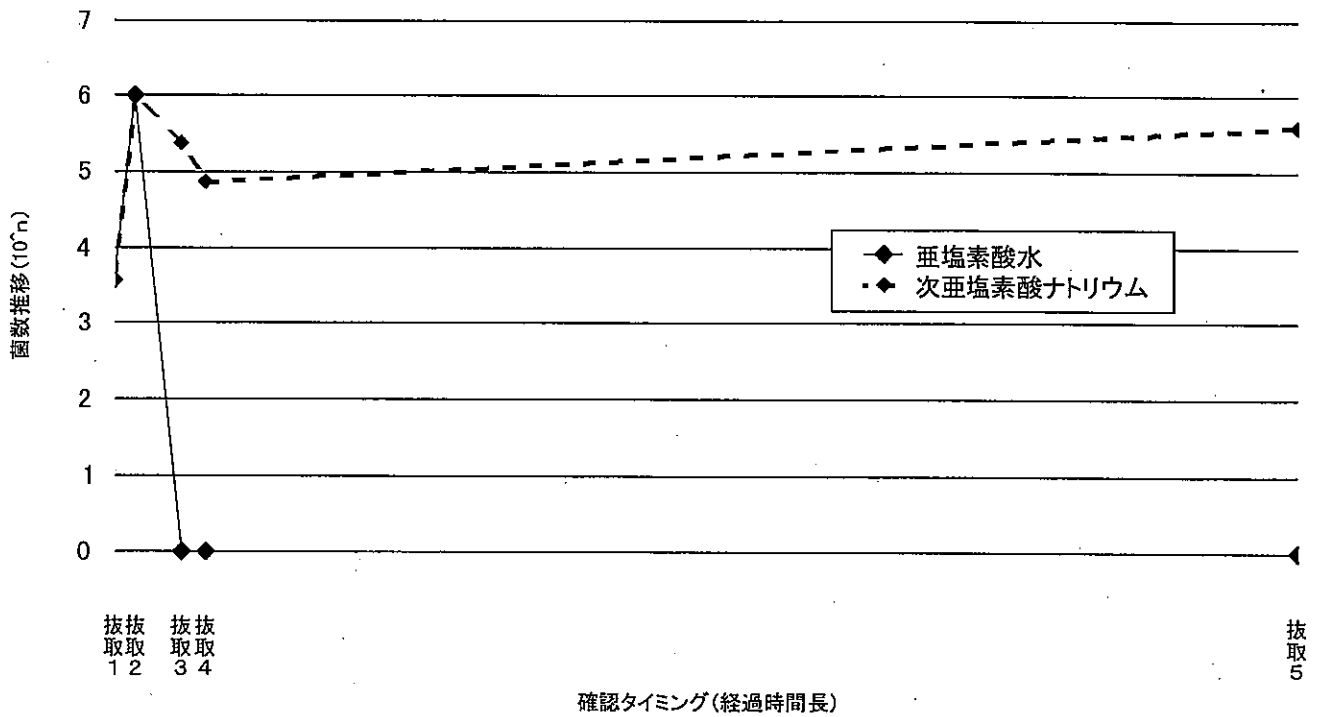 7
6
5
4
3
2
1
0
菌数推移(10^n)
亜塩素酸水
次亜塩素酸ナトリウム
抜取1
抜取2
抜取3
抜取4
抜取5
確認タイミング(経過時間長)